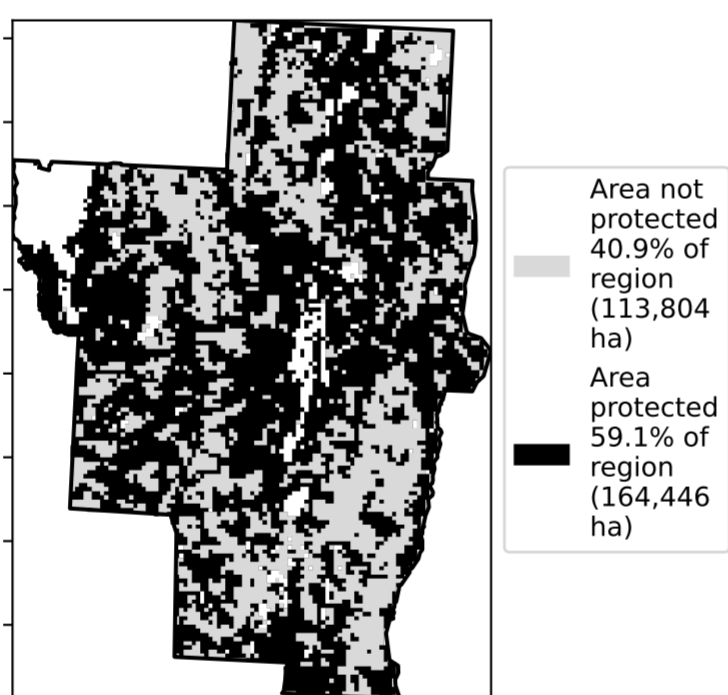 Area not
protected
40.9% of
region
(113,804
ha)
Area
protected
59.1% of
region
(164,446
ha)